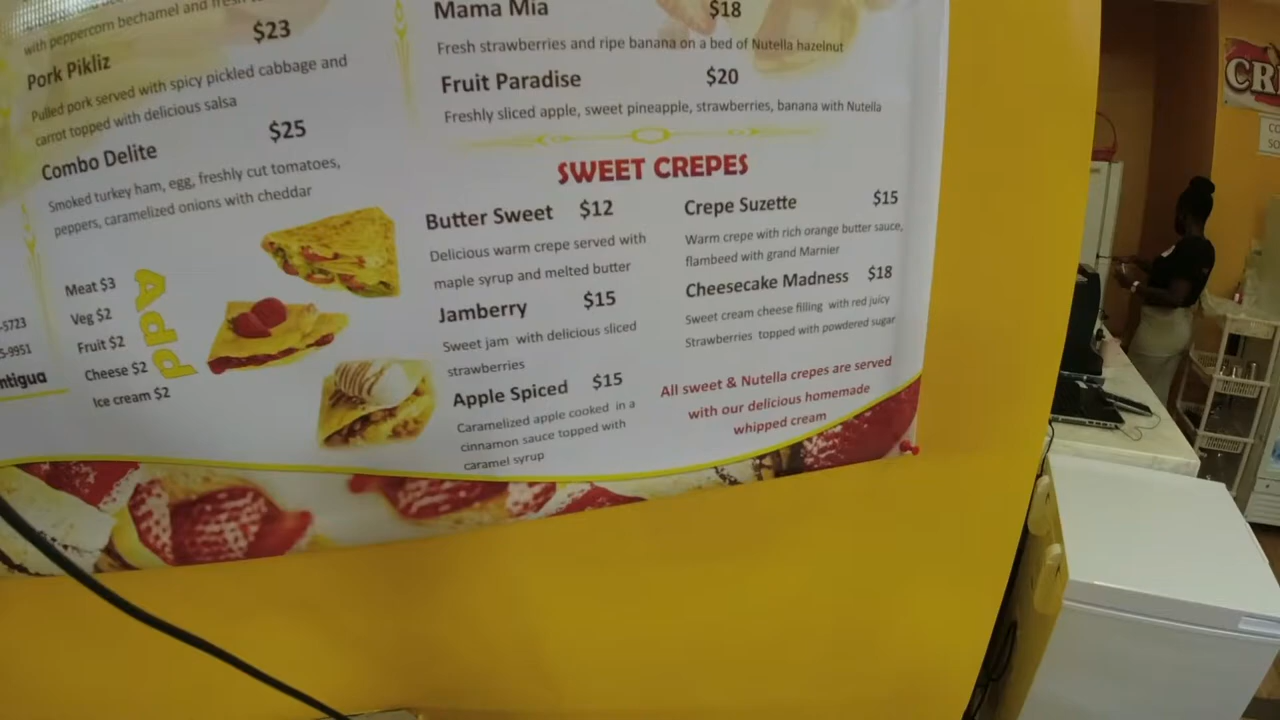 with peppercorn bechamel and fresh
$23
Pork Pikliz
Pulled pork served with spicy pickled cabbage and
carrot topped with delicious salsa
$25
Combo Delite
Smoked turkey ham, egg, freshly cut tomatoes,
peppers, caramelized onions with cheddar
Meat $3
Veg $2
Fruit $2
Cheese $2
Ice cream $2
Add
-5723
5-9951
ntigua
Mama Mia $18
Fresh strawberries and ripe banana on a bed of Nutella hazelnut
Fruit Paradise $20
Freshly sliced apple, sweet pineapple, strawberries, banana with Nutella
SWEET CREPES
Butter Sweet $12
Delicious warm crepe served with
maple syrup and melted butter
Jamberry $15
Sweet jam with delicious sliced
strawberries
Apple Spiced $15
Caramelized apple cooked in a
cinnamon sauce topped with
caramel syrup
Crepe Suzette $15
Warm crepe with rich orange butter sauce,
flambeed with grand Marnier
Cheesecake Madness $18
Sweet cream cheese filling with red juicy
Strawberries topped with powdered sugar
All sweet & Nutella crepes are served
with our delicious homemade
whipped cream
CR